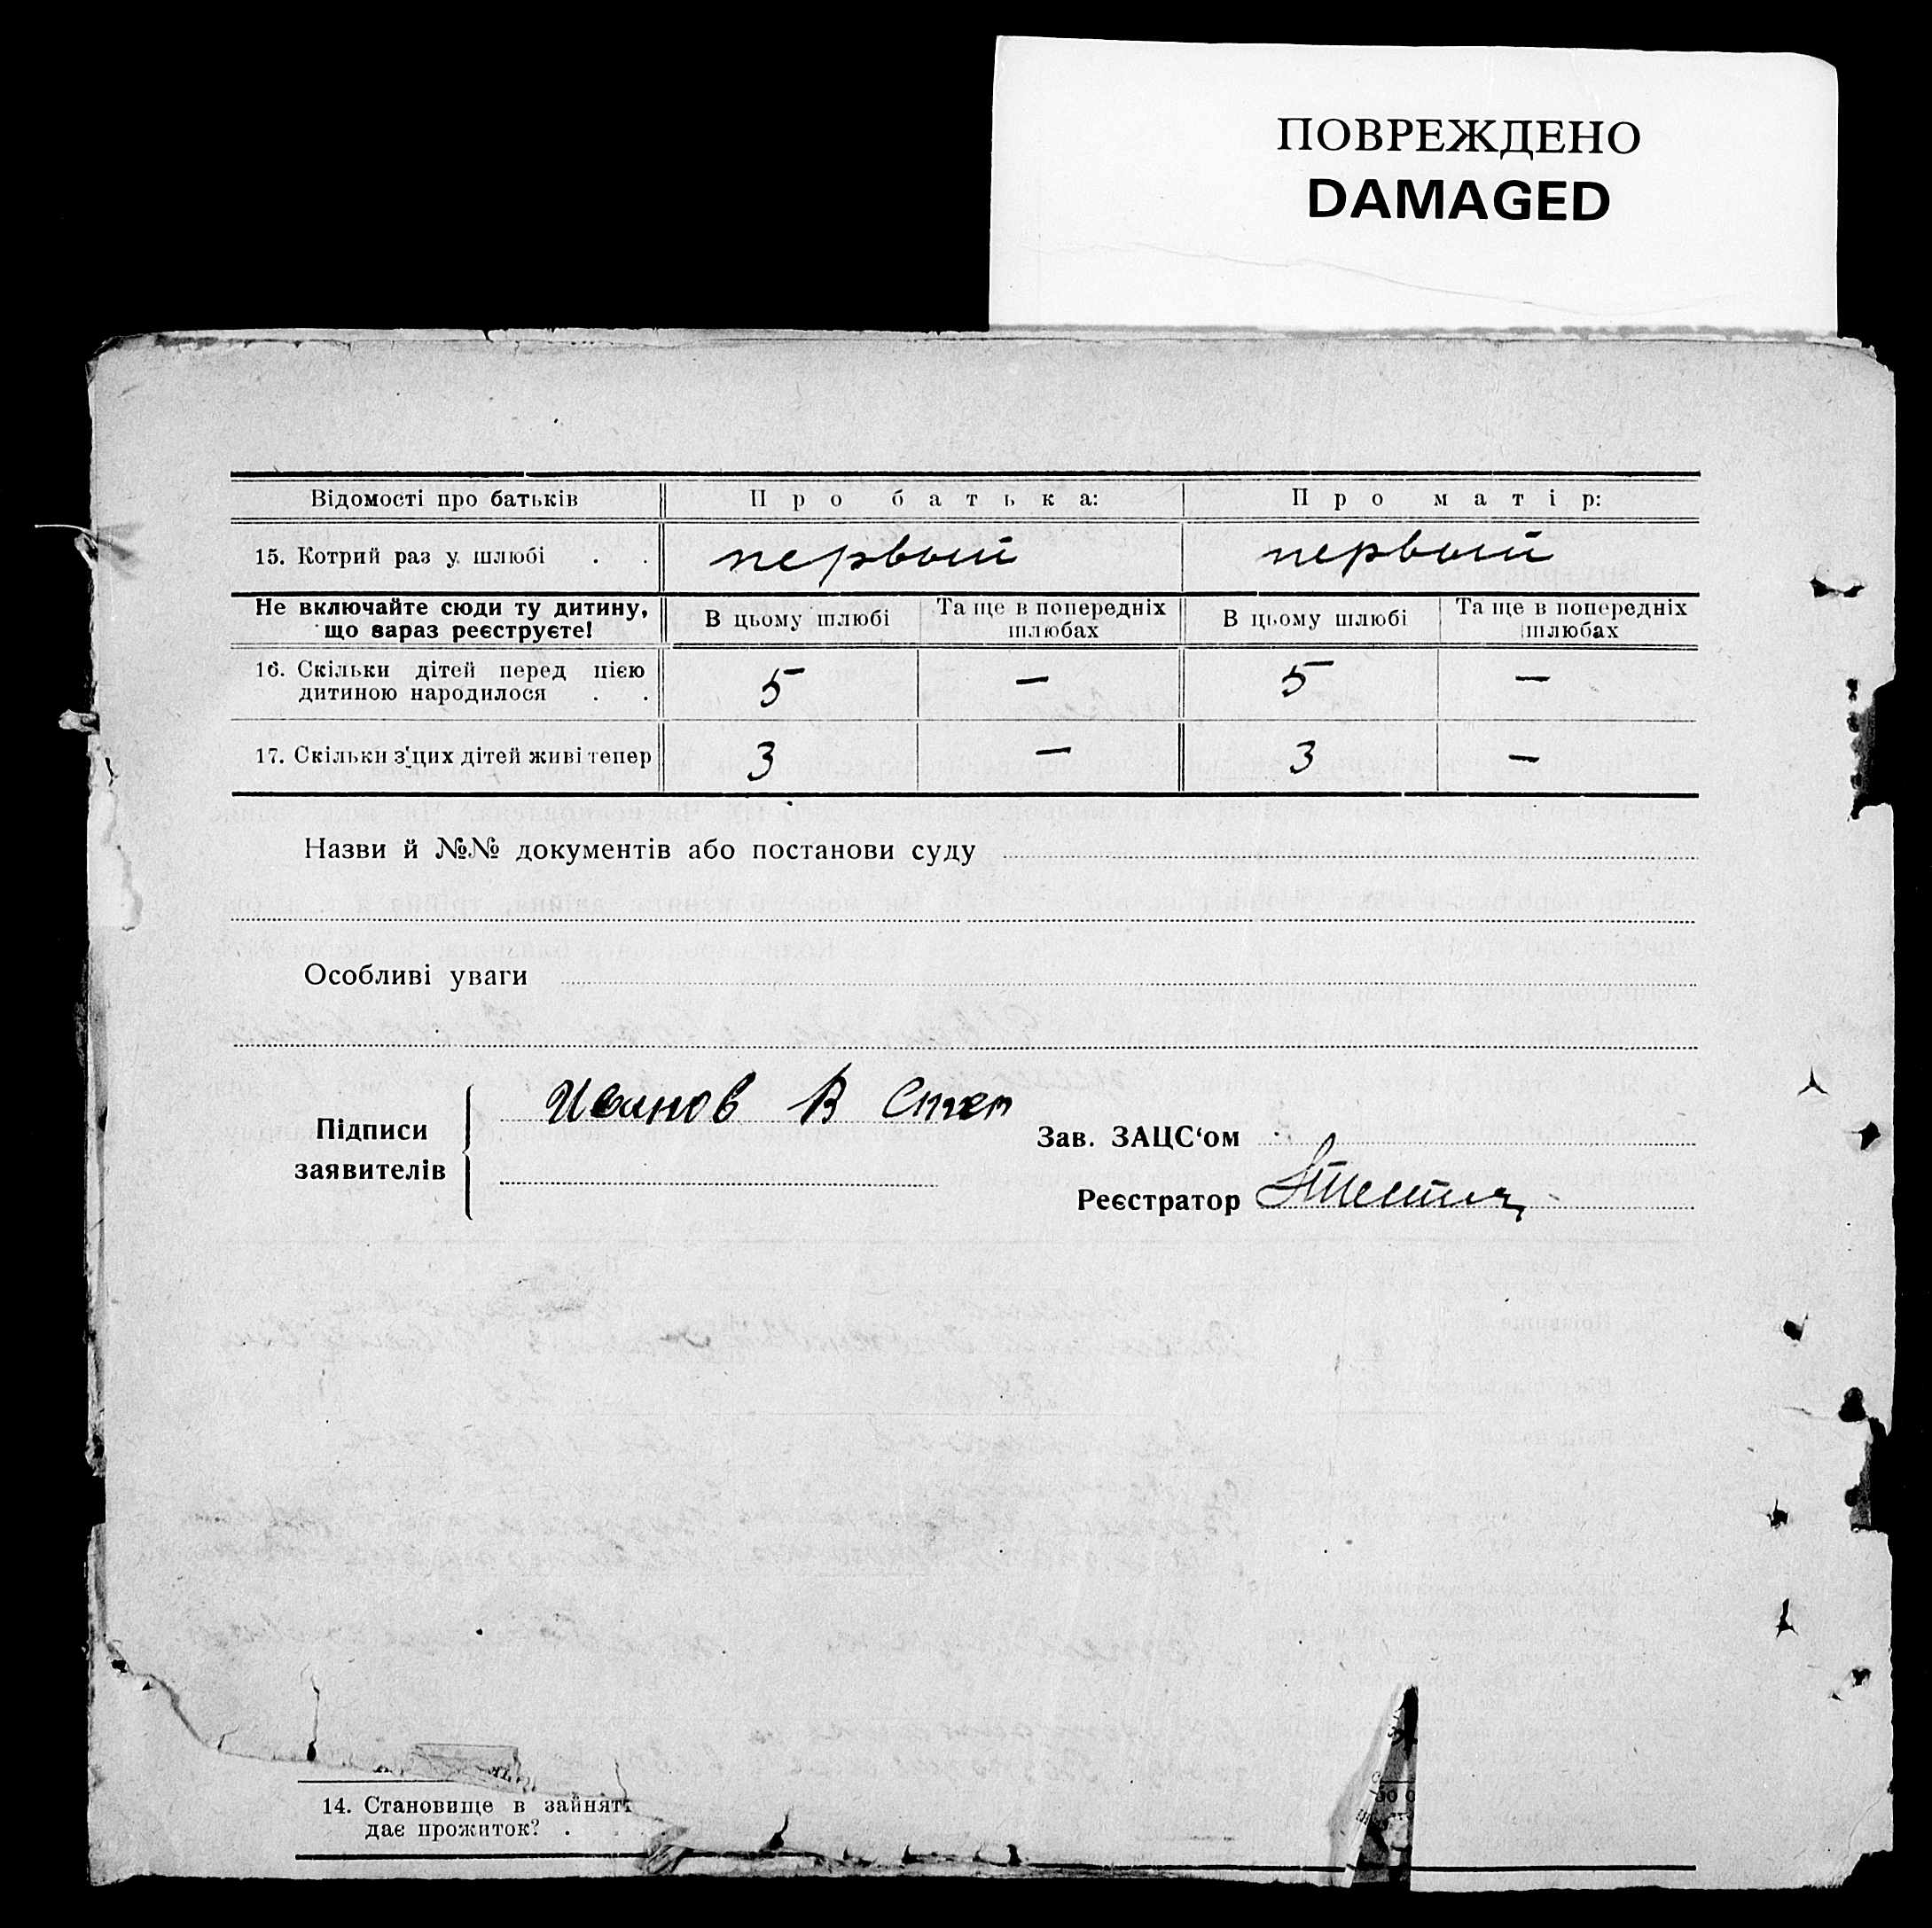 ПОВРЕЖДЕНО
DAMAGED
Відомості про батьків Про батька: Про матір:
15. Котрий раз у шлюбі . . первый первый
Не включайте сюди ту дитину, що зараз реєструєте! В цьому шлюбі Та ще в попередніх шлюбах В цьому шлюбі Та ще в попередніх шлюбах
16. Скільки дітей перед цією
дитиною народилося . . 5 — 5 —
17. Скільки з цих дітей живі тепер 3 — 3 —
Назви й №№ документів або постанови суду
Особливі уваги
Иванов В Степ
Підписи
заявителів
Зав. ЗАЦС‘ом
Реєстратор
14. Становище в занят
дає прожиток? .